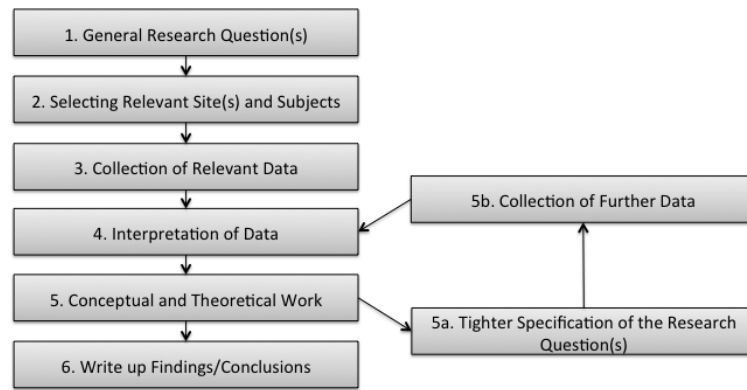 1. General Research Question(s)
2. Selecting Relevant Site(s) and Subjects
3. Collection of Relevant Data
4. Interpretation of Data
5. Conceptual and Theoretical Work
6. Write up Findings/Conclusions
5b. Collection of Further Data
5a. Tighter Specification of the Research
Question(s)